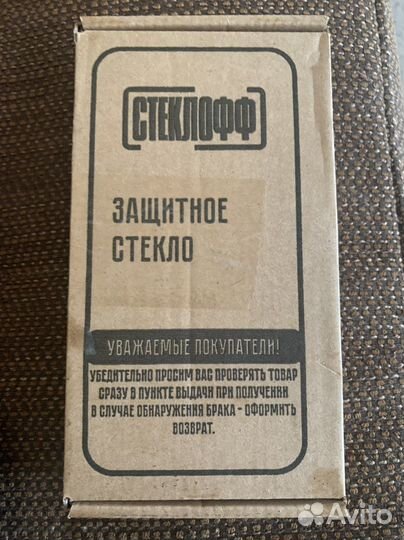 СТЕКЛОФФ
ЗАЩИТНОЕ
СТЕКЛО
УВАЖАЕМЫЕ ПОКУПАТЕЛИ!
УБЕДИТЕЛЬНО ПРОСИМ ВАС ПРОВЕРЯТЬ ТОВАР
СРАЗУ В ПУНКТЕ ВЫДАЧИ ПРИ ПОЛУЧЕНИИ
В СЛУЧАЕ ОБНАРУЖЕНИЯ БРАКА - ОФОРМИТЬ
ВОЗВРАТ.
Avito